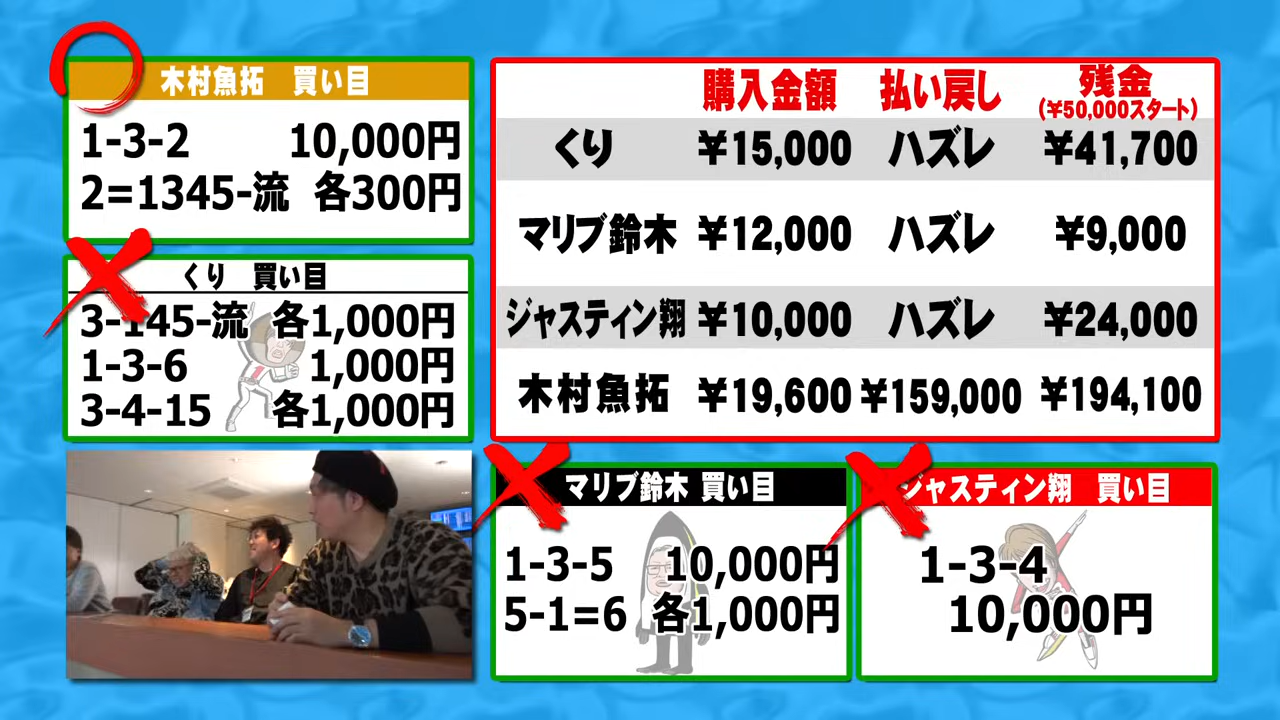 木村魚拓 買い目
1-3-2 10,000円
2=1345-流 各300円
くり 買い目
3-145-流 各1,000円
1-3-6 1,000円
3-4-15 各1,000円
購入金額 払い戻し 残金
(¥50,000スタート)
くり ¥15,000 ハズレ ¥41,700
マリブ鈴木 ¥12,000 ハズレ ¥9,000
ジャスティン翔 ¥10,000 ハズレ ¥24,000
木村魚拓 ¥19,600 ¥159,000 ¥194,100
マリブ鈴木 買い目
1-3-5 10,000円
5-1=6 各1,000円
ジャスティン翔 買い目
1-3-4
10,000円